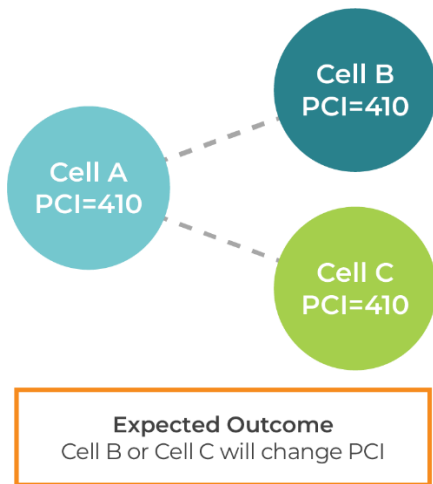 Cell B
PCI=410
Cell A
PCI=410
Cell C
PCI=410
Expected Outcome
Cell B or Cell C will change PCI